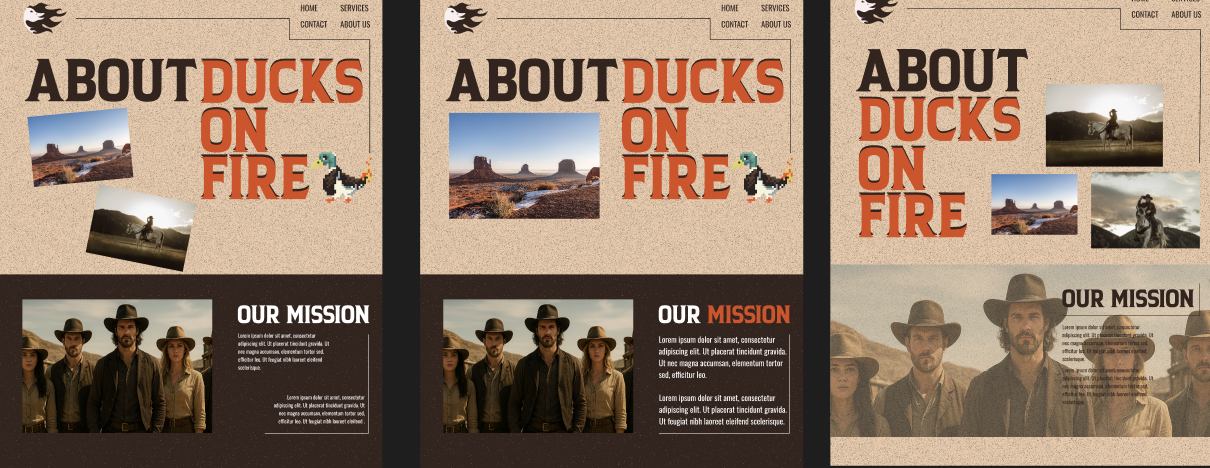 HOME SERVICES
CONTACT ABOUT US
ABOUT DUCKS
ON
FIRE
OUR MISSION
Lorem ipsum dolor sit amet, consectetur
adipiscing elit. Ut placerat tincidunt gravida. Ut
nec magna accumsan, elementum tortor sed,
efficitur leo. Ut feugiat nibh laoreet eleifend
scelerisque.
Lorem ipsum dolor sit amet, consectetur
adipiscing elit. Ut placerat tincidunt gravida. Ut
nec magna accumsan, elementum tortor sed,
efficitur leo. Ut feugiat nibh laoreet eleifend .
HOME SERVICES
CONTACT ABOUT US
ABOUT DUCKS
ON
FIRE
OUR MISSION
Lorem ipsum dolor sit amet, consectetur
adipiscing elit. Ut placerat tincidunt gravida.
Ut nec magna accumsan, elementum tortor
sed, efficitur leo.
Lorem ipsum dolor sit amet, consectetur
adipiscing elit. Ut placerat tincidunt gravida.
Ut feugiat nibh laoreet eleifend scelerisque.
HOME SERVICES
CONTACT ABOUT US
ABOUT
DUCKS
ON
FIRE
OUR MISSION
Lorem ipsum dolor sit amet, consectetur
adipiscing elit. Ut placerat tincidunt gravida. Ut
nec magna accumsan, elementum tortor sed,
efficitur leo. Ut feugiat nibh laoreet eleifend
scelerisque.
Lorem ipsum dolor sit amet, consectetur
adipiscing elit. Ut placerat tincidunt gravida. Ut
nec magna accumsan, elementum tortor sed,
efficitur leo. Ut feugiat nibh laoreet eleifend
scelerisque.